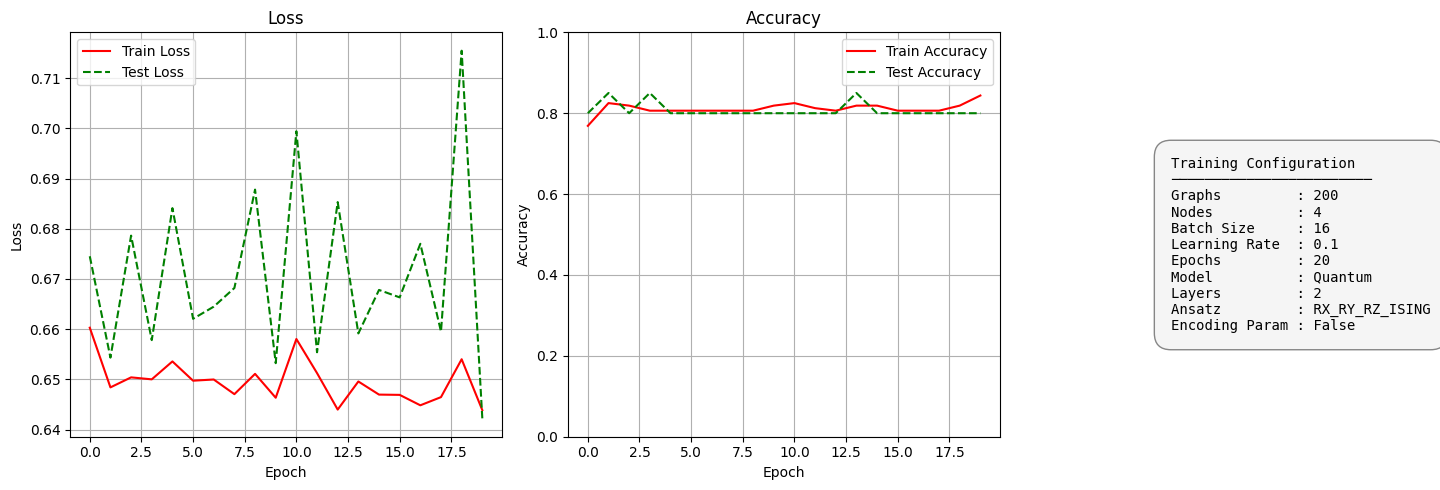 Loss
Train Loss
Test Loss
0.71
0.70
0.69
0.68
0.67
0.66
0.65
0.64
Loss
0.0 2.5 5.0 7.5 10.0 12.5 15.0 17.5
Epoch
Accuracy
Train Accuracy
Test Accuracy
1.0
0.8
0.6
0.4
0.2
0.0
Accuracy
0.0 2.5 5.0 7.5 10.0 12.5 15.0 17.5
Epoch
Training Configuration
Graphs : 200
Nodes : 4
Batch Size : 16
Learning Rate : 0.1
Epochs : 20
Model : Quantum
Layers : 2
Ansatz : RX_RY_RZ_ISING
Encoding Param : False